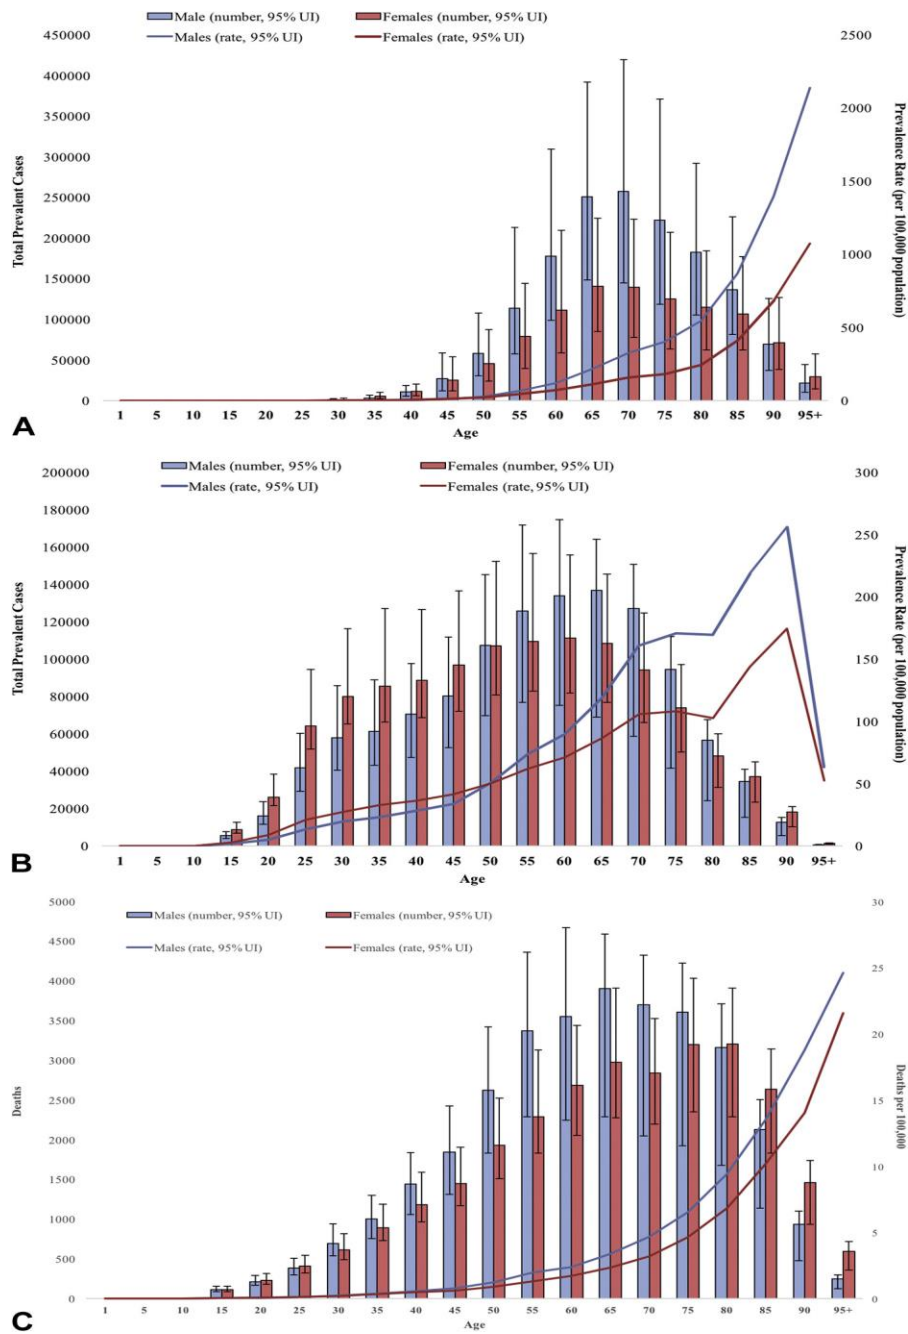 Male (number, 95% UI) Females (number, 95% UI)
Males (rate, 95% UI) Females (rate, 95% UI)
450000
400000
350000
300000
250000
200000
150000
100000
50000
0
Total Prevalent Cases
2500
2000
1500
1000
500
0
Prevalence Rate (per 100,000 population)
1 5 10 15 20 25 30 35 40 45 50 55 60 65 70 75 80 85 90 95+
Age
A
Males (number, 95% UI) Females (number, 95% UI)
Males (rate, 95% UI) Females (rate, 95% UI)
200000
180000
160000
140000
120000
100000
80000
60000
40000
20000
0
Total Prevalent Cases
300
250
200
150
100
50
0
Prevalence Rate (per 100,000 population)
1 5 10 15 20 25 30 35 40 45 50 55 60 65 70 75 80 85 90 95+
Age
B
Males (number, 95% UI) Females (number, 95% UI)
Males (rate, 95% UI) Females (rate, 95% UI)
5000
4500
4000
3500
3000
2500
2000
1500
1000
500
0
Deaths
30
25
20
15
10
5
0
Deaths per 100,000
1 5 10 15 20 25 30 35 40 45 50 55 60 65 70 75 80 85 90 95+
Age
C